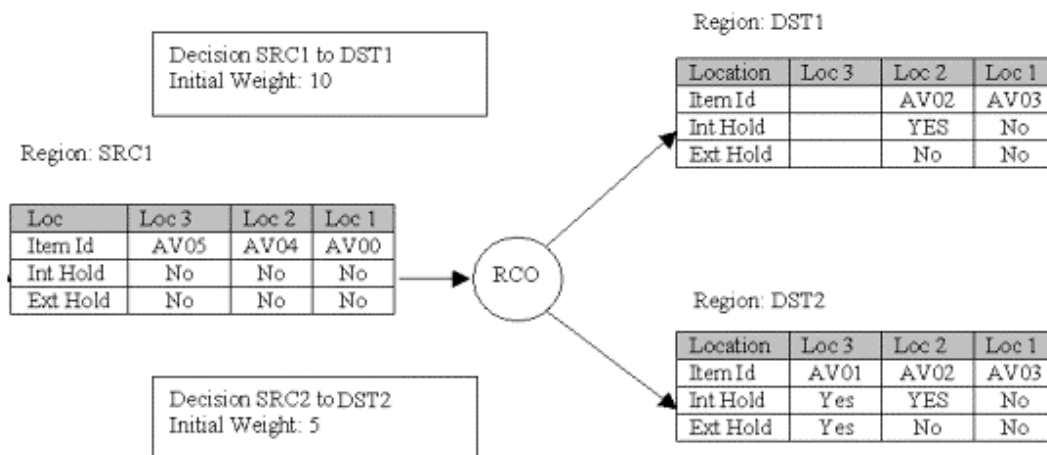 Region: DST1
Decision SRC1 to DST1
Initial Weight: 10
Location Loc 3 Loc 2 Loc 1
Item Id AV02 AV03
Int Hold YES No
Ext Hold No No
Region: SRC1
Loc Loc 3 Loc 2 Loc 1
Item Id AV05 AV04 AV00
Int Hold No No No
Ext Hold No No No
RCO
Region: DST2
Location Loc 3 Loc 2 Loc 1
Item Id AV01 AV02 AV03
Int Hold Yes YES No
Ext Hold Yes No No
Decision SRC2 to DST2
Initial Weight: 5